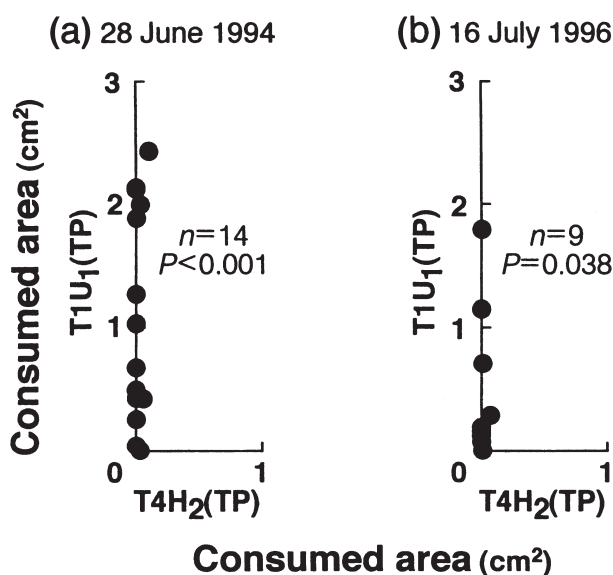 (a) 28 June 1994
(b) 16 July 1996
Consumed area (cm²)
T1U₁(TP)
3
2
1
0
1
n=14
P<0.001
T4H₂(TP)
T1U₁(TP)
3
2
1
0
1
n=9
P=0.038
T4H₂(TP)
Consumed area (cm²)